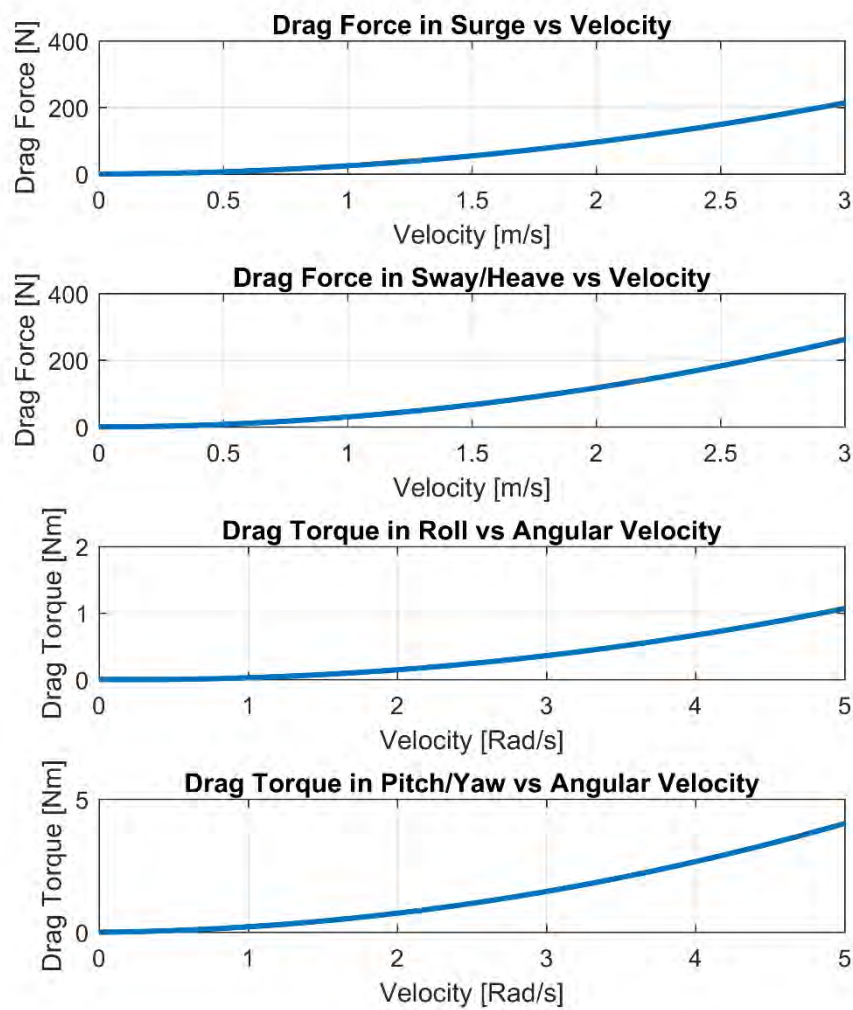 Drag Force in Surge vs Velocity
Drag Force [N]
400
200
0
0 0.5 1 1.5 2 2.5 3
Velocity [m/s]
Drag Force in Sway/Heave vs Velocity
Drag Force [N]
400
200
0
0 0.5 1 1.5 2 2.5 3
Velocity [m/s]
Drag Torque in Roll vs Angular Velocity
Drag Torque [Nm]
2
1
0
0 1 2 3 4 5
Velocity [Rad/s]
Drag Torque in Pitch/Yaw vs Angular Velocity
Drag Torque [Nm]
5
0
0 1 2 3 4 5
Velocity [Rad/s]